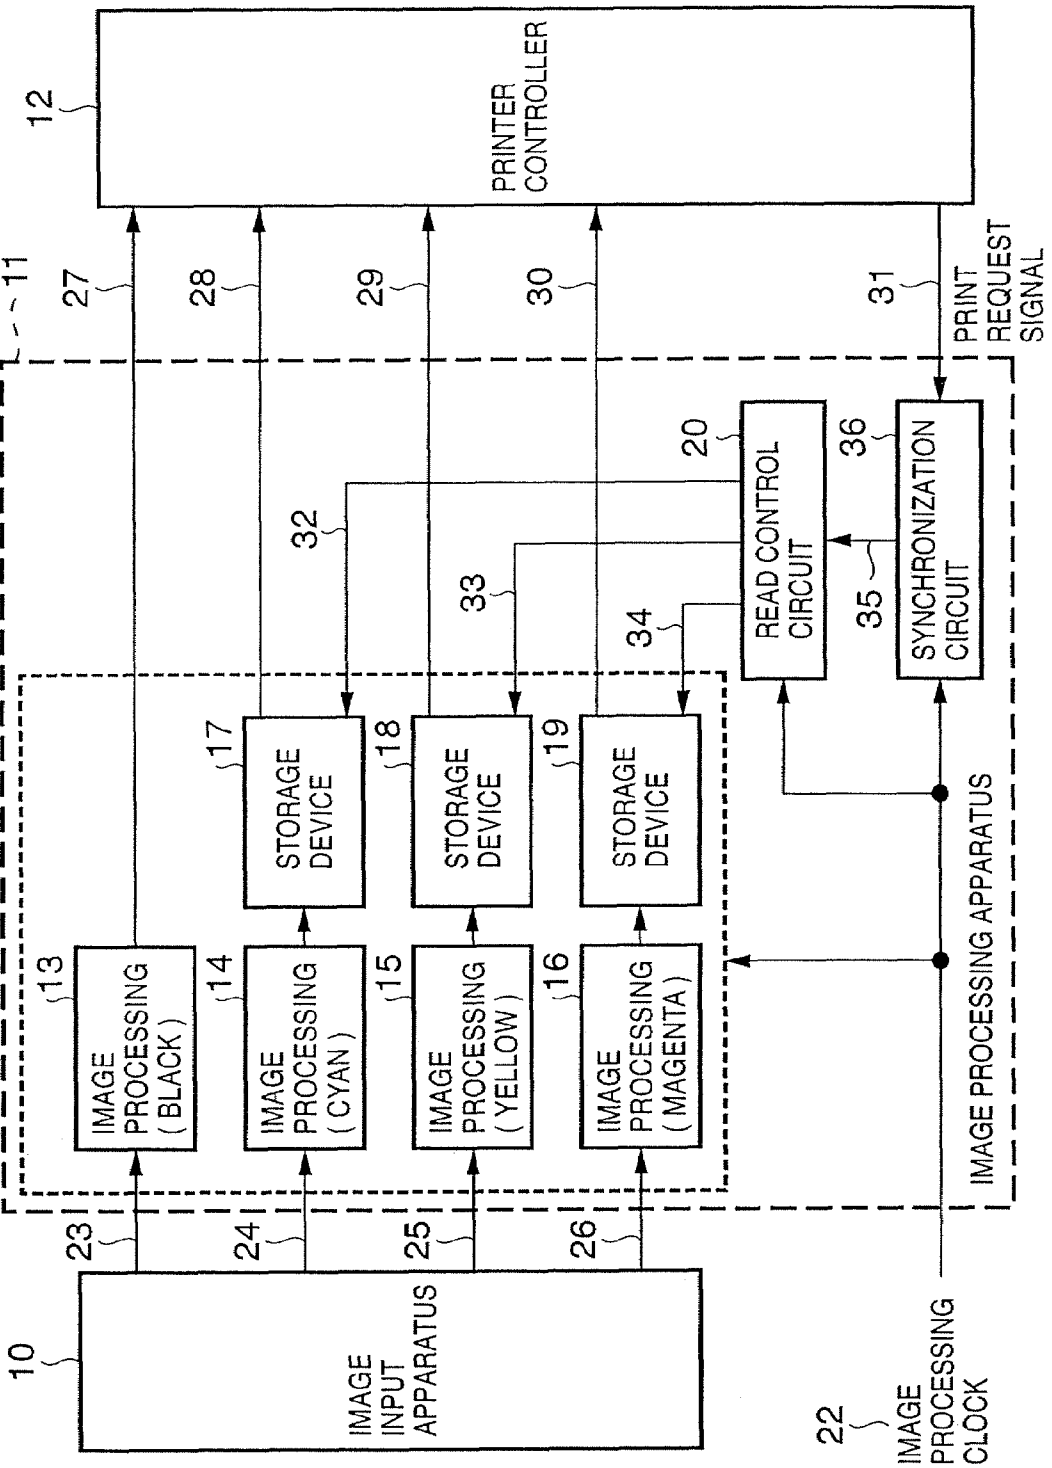 10
IMAGE
INPUT
APPARATUS
23
24
25
26
13
IMAGE
PROCESSING
(BLACK)
14
IMAGE
PROCESSING
(CYAN)
15
IMAGE
PROCESSING
(YELLOW)
16
IMAGE
PROCESSING
(MAGENTA)
17
STORAGE
DEVICE
18
STORAGE
DEVICE
19
STORAGE
DEVICE
32
33
34
20
READ CONTROL
CIRCUIT
35
36
SYNCHRONIZATION
CIRCUIT
IMAGE PROCESSING APPARATUS
22
IMAGE
PROCESSING
CLOCK
11
27
28
29
30
31
PRINT
REQUEST
SIGNAL
12
PRINTER
CONTROLLER